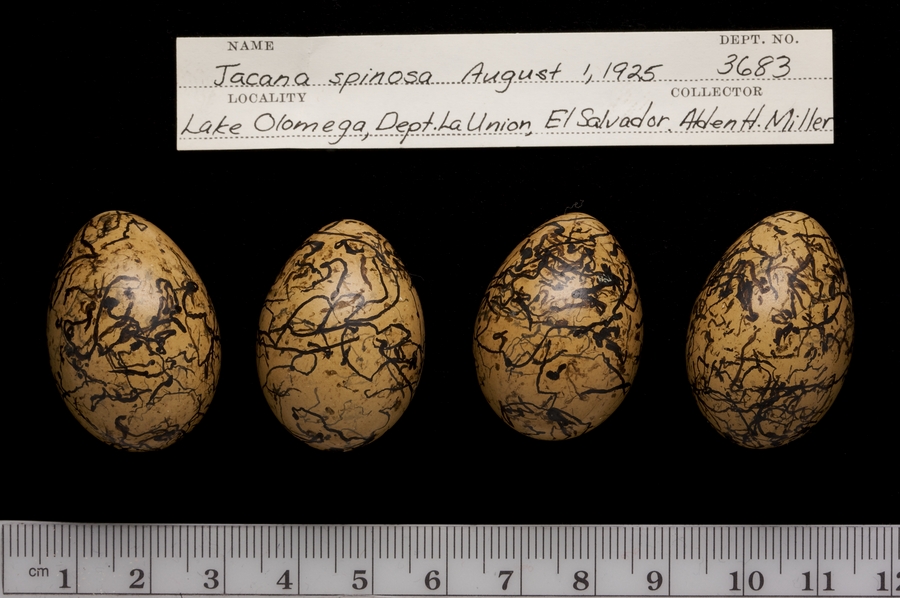 NAME DEPT. NO.
Jacana spinosa August 1, 1925 3683
LOCALITY COLLECTOR
Lake Olomega, Dept. La Union, El Salvador. Alden H. Miller
cm 1 2 3 4 5 6 7 8 9 10 11 12